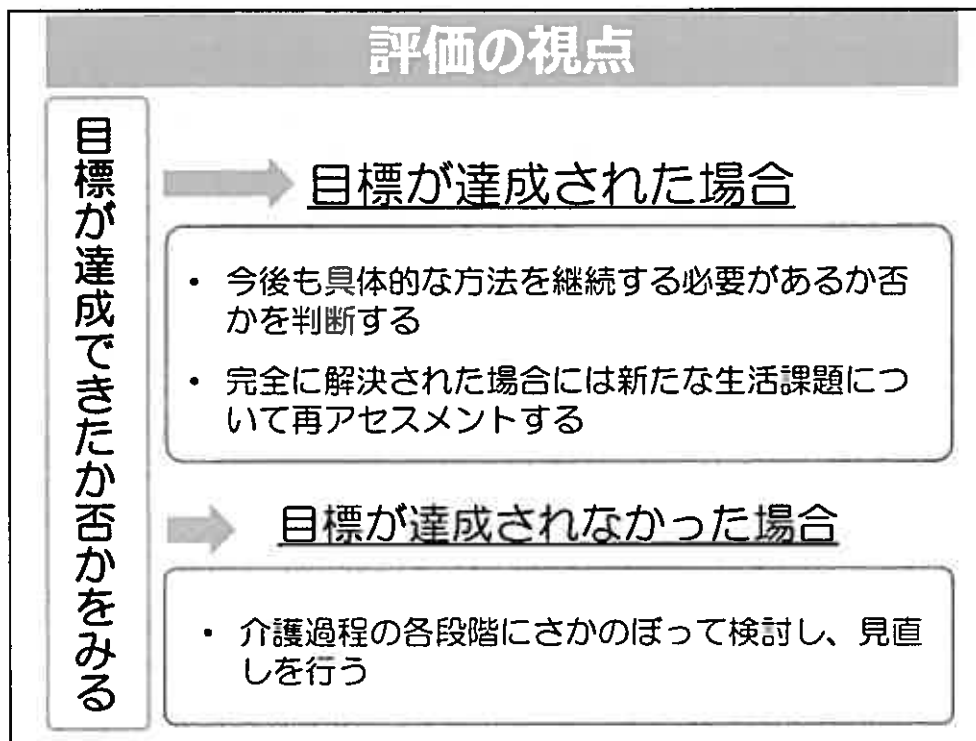 評価の視点
目標が達成できたか否かをみる
目標が達成された場合
・ 今後も具体的な方法を継続する必要があるか否
かを判断する
・ 完全に解決された場合には新たな生活課題につ
いて再アセスメントする
目標が達成されなかった場合
・ 介護過程の各段階にさかのぼって検討し、見直
しを行う